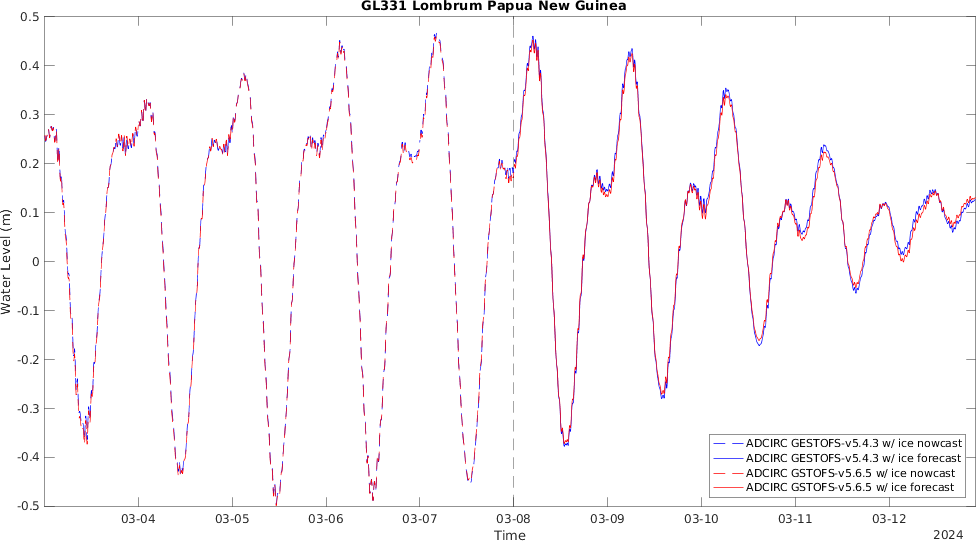 GL331 Lombrum Papua New Guinea
0.5
0.4
0.3
0.2
0.1
0
-0.1
-0.2
-0.3
-0.4
-0.5
Water Level (m)
ADCIRC GESTOFS-v5.4.3 w/ ice nowcast
ADCIRC GESTOFS-v5.4.3 w/ ice forecast
ADCIRC GSTOFS-v5.6.5 w/ ice nowcast
ADCIRC GSTOFS-v5.6.5 w/ ice forecast
03-04 03-05 03-06 03-07 03-08 03-09 03-10 03-11 03-12
Time
2024